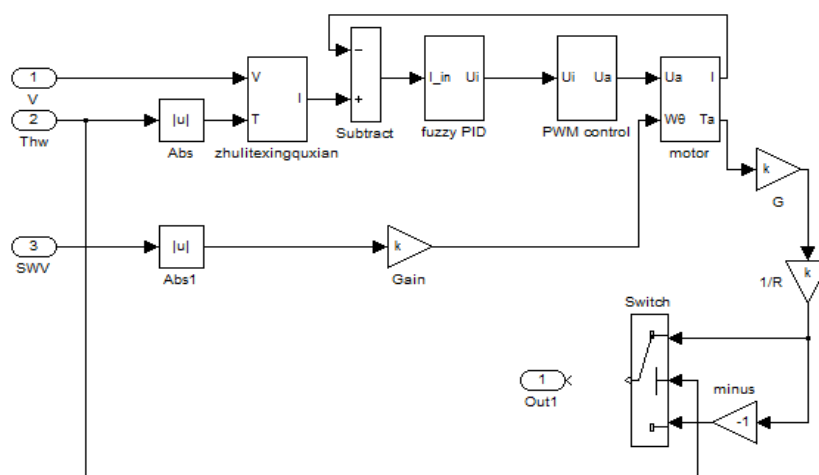 1
V
2
Thw
|u|
Abs
V
T
I
zhulitexingquxian
−
+
Subtract
I_in
Ui
fuzzy PID
Ui
Ua
PWM control
Ua
Wθ
I
Ta
motor
k
G
k
1/R
3
SWV
|u|
Abs1
k
Gain
Switch
1
Out1
minus
-1